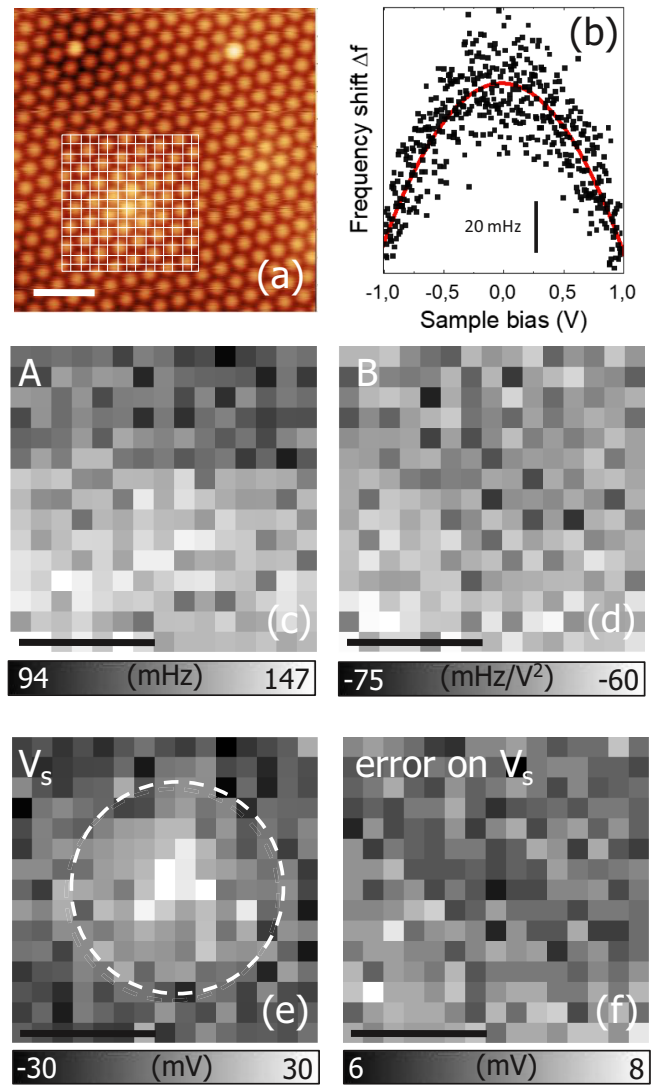 (a)
(b)
Frequency shift Δf
20 mHz
-1,0 -0,5 0,0 0,5 1,0
Sample bias (V)
A
(c)
B
(d)
94 (mHz) 147
-75 (mHz/V²) -60
Vₛ
(e)
error on Vₛ
(f)
-30 (mV) 30
6 (mV) 8